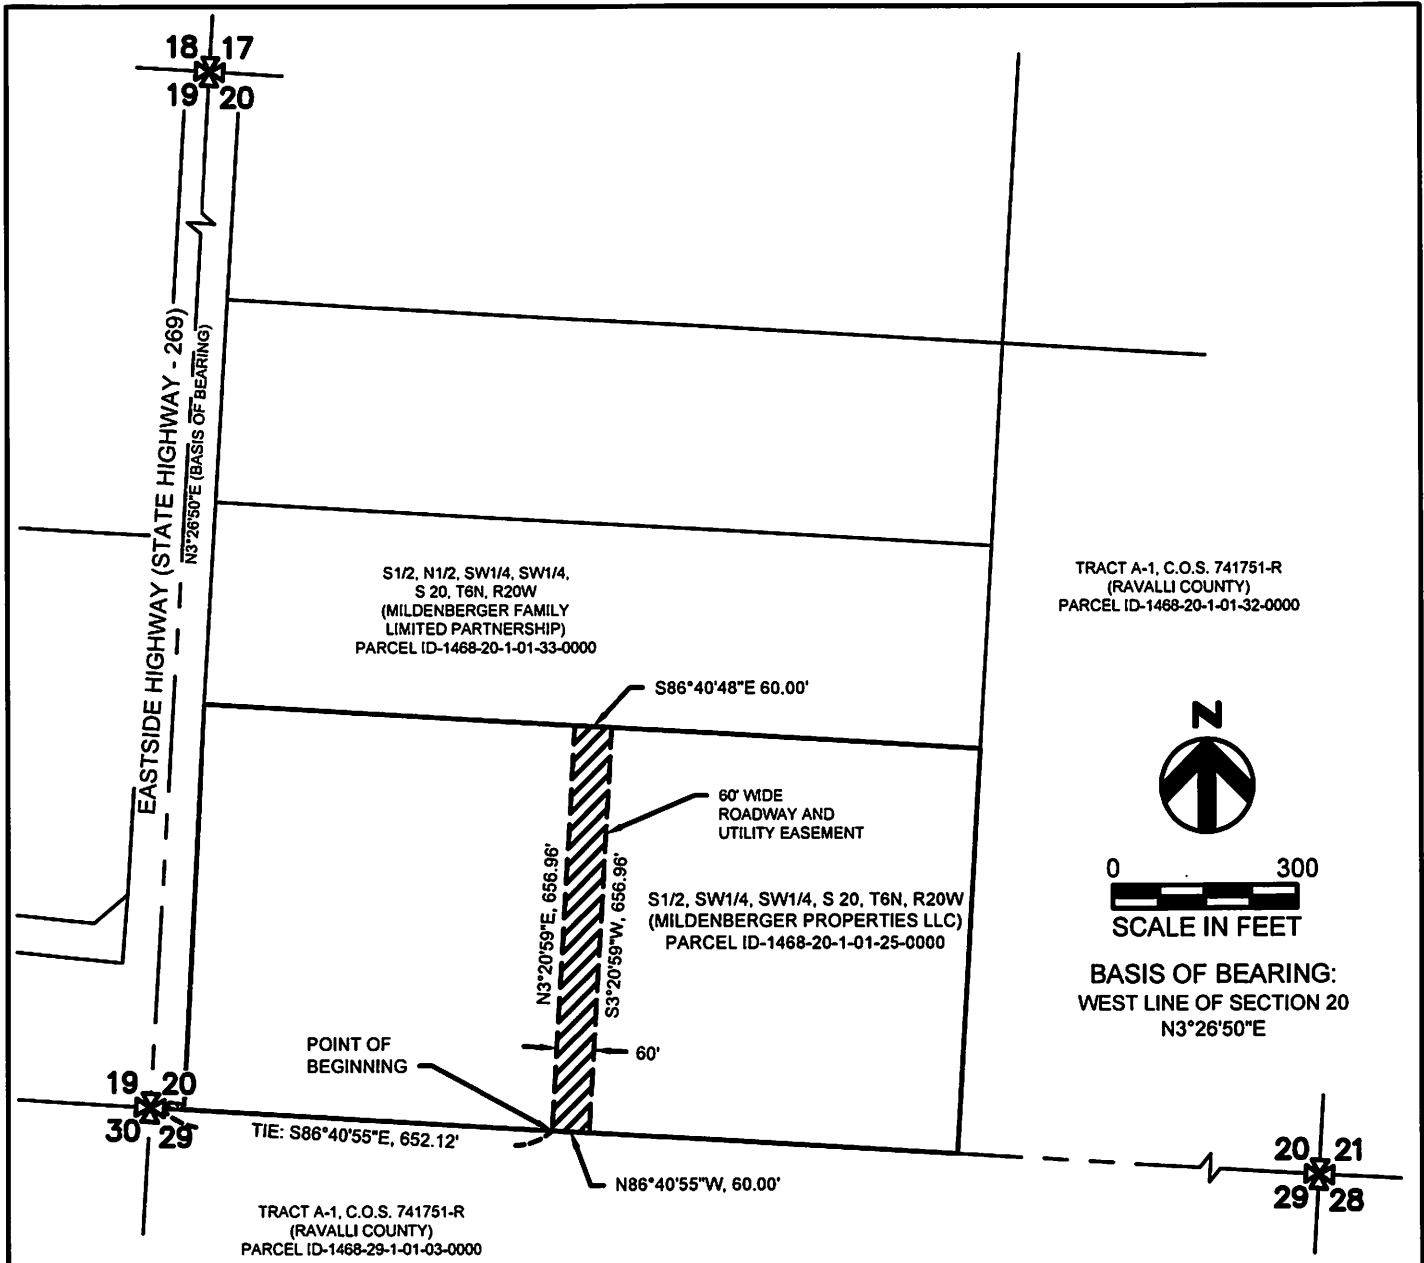 18 17
19 20
EASTSIDE HIGHWAY (STATE HIGHWAY - 269)
N3°26'50"E (BASIS OF BEARING)
S1/2, N1/2, SW1/4, SW1/4,
S 20, T6N, R20W
(MILDENBERGER FAMILY
LIMITED PARTNERSHIP)
PARCEL ID-1468-20-1-01-33-0000
TRACT A-1, C.O.S. 741751-R
(RAVALLI COUNTY)
PARCEL ID-1468-20-1-01-32-0000
S86°40'48"E 60.00'
N
60' WIDE
ROADWAY AND
UTILITY EASEMENT
N3°20'59"E, 656.96'
S3°20'59"W, 656.96'
S1/2, SW1/4, SW1/4, S 20, T6N, R20W
(MILDENBERGER PROPERTIES LLC)
PARCEL ID-1468-20-1-01-25-0000
0 300
SCALE IN FEET
BASIS OF BEARING:
WEST LINE OF SECTION 20
N3°26'50"E
POINT OF
BEGINNING
60'
19 20
30 29
TIE: S86°40'55"E, 652.12'
N86°40'55"W, 60.00'
20 21
29 28
TRACT A-1, C.O.S. 741751-R
(RAVALLI COUNTY)
PARCEL ID-1468-29-1-01-03-0000